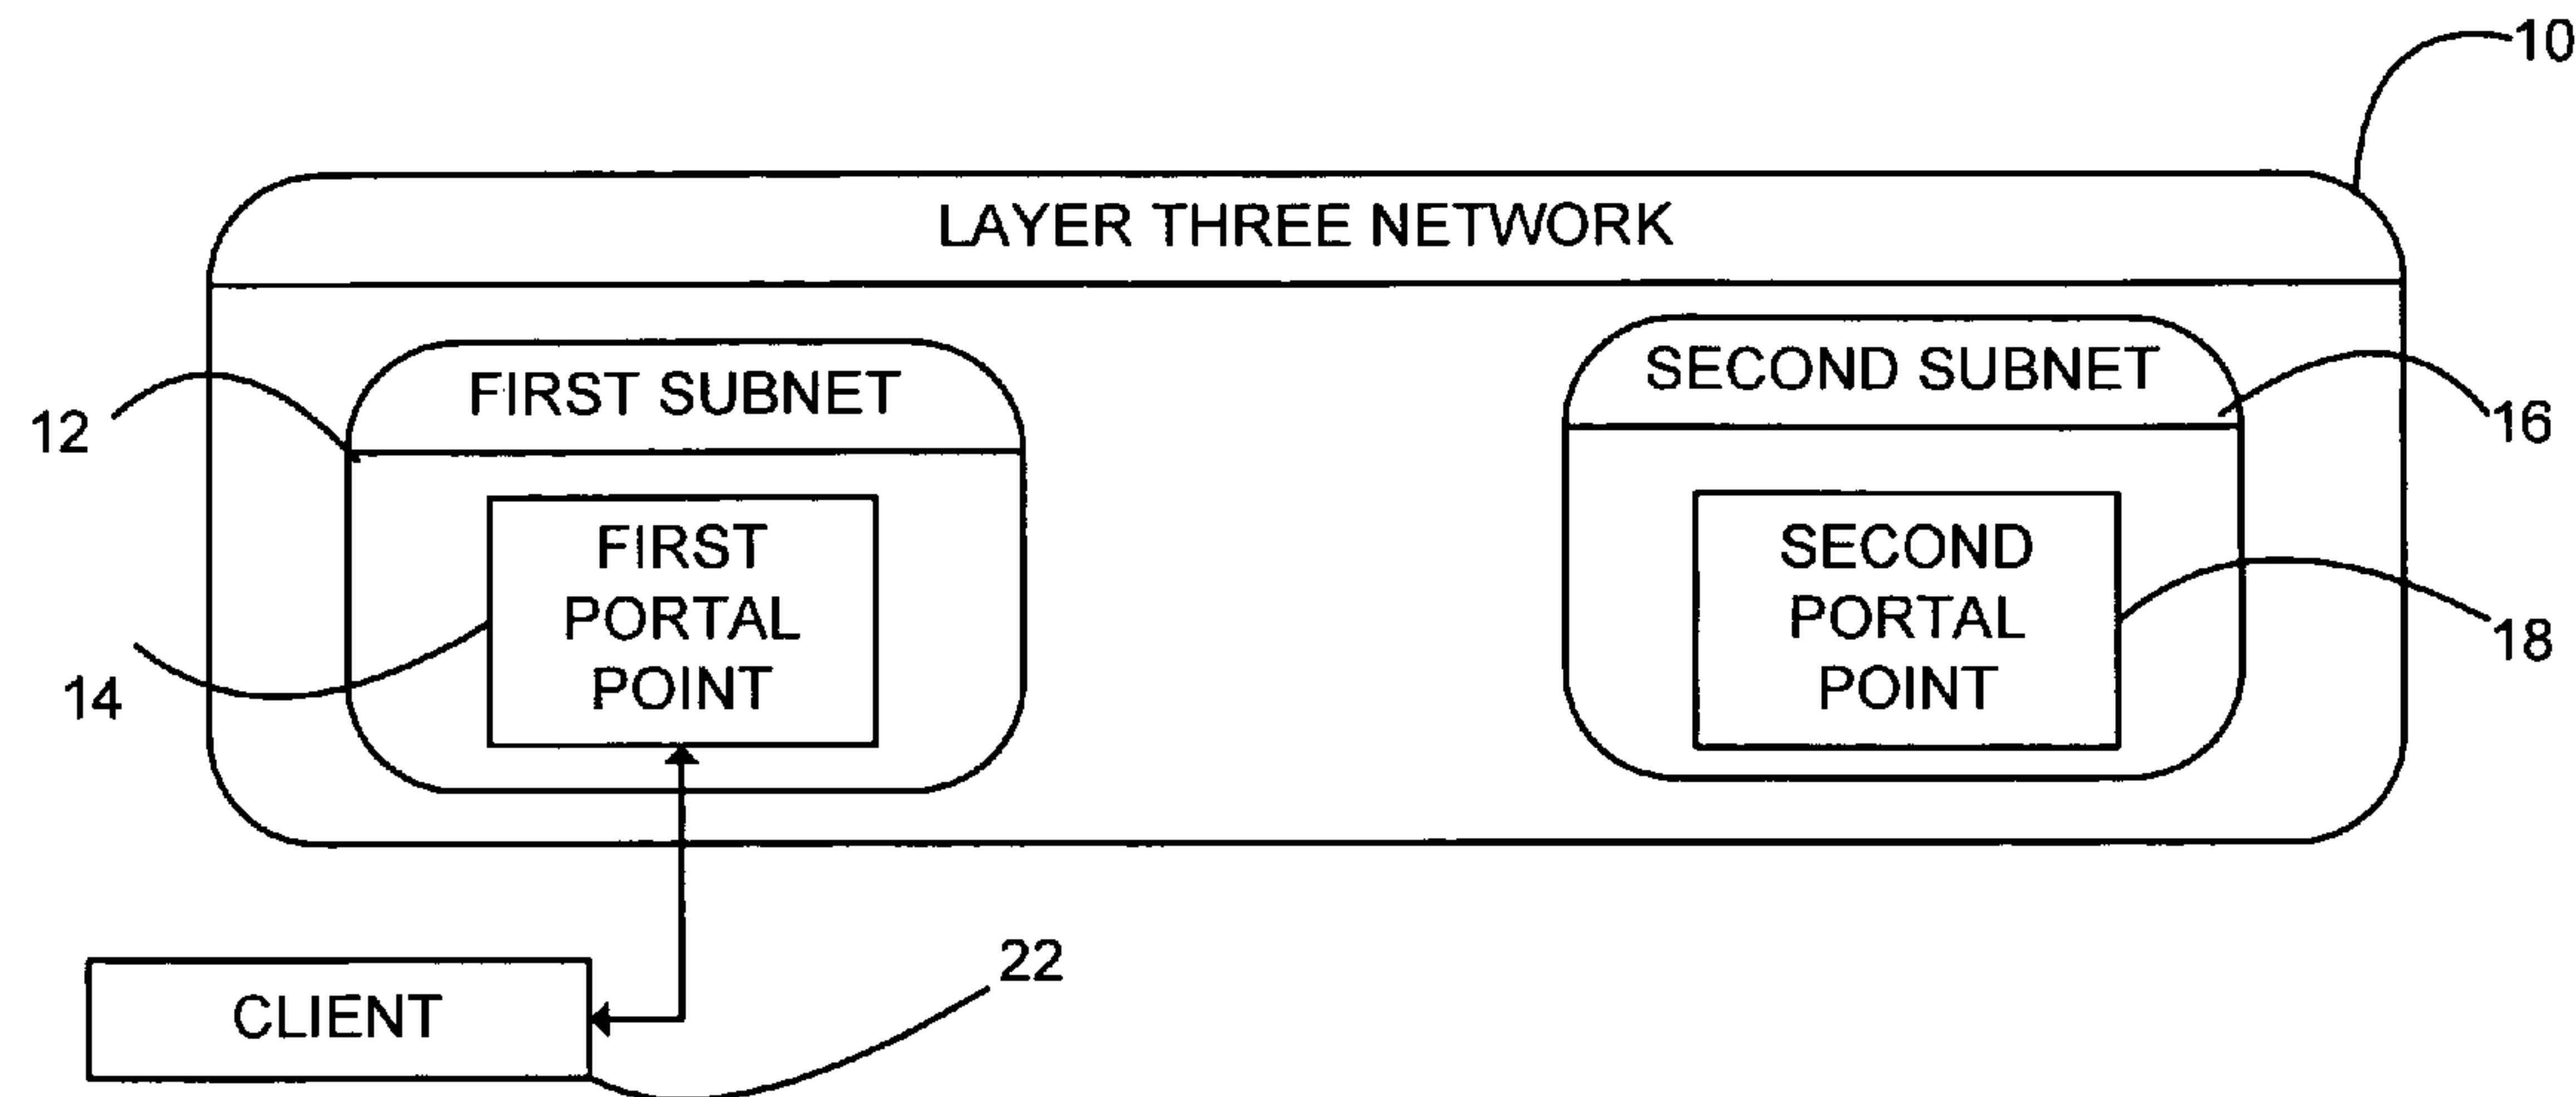 10
LAYER THREE NETWORK
FIRST SUBNET
SECOND SUBNET
12
16
FIRST
PORTAL
POINT
SECOND
PORTAL
POINT
14
18
22
CLIENT